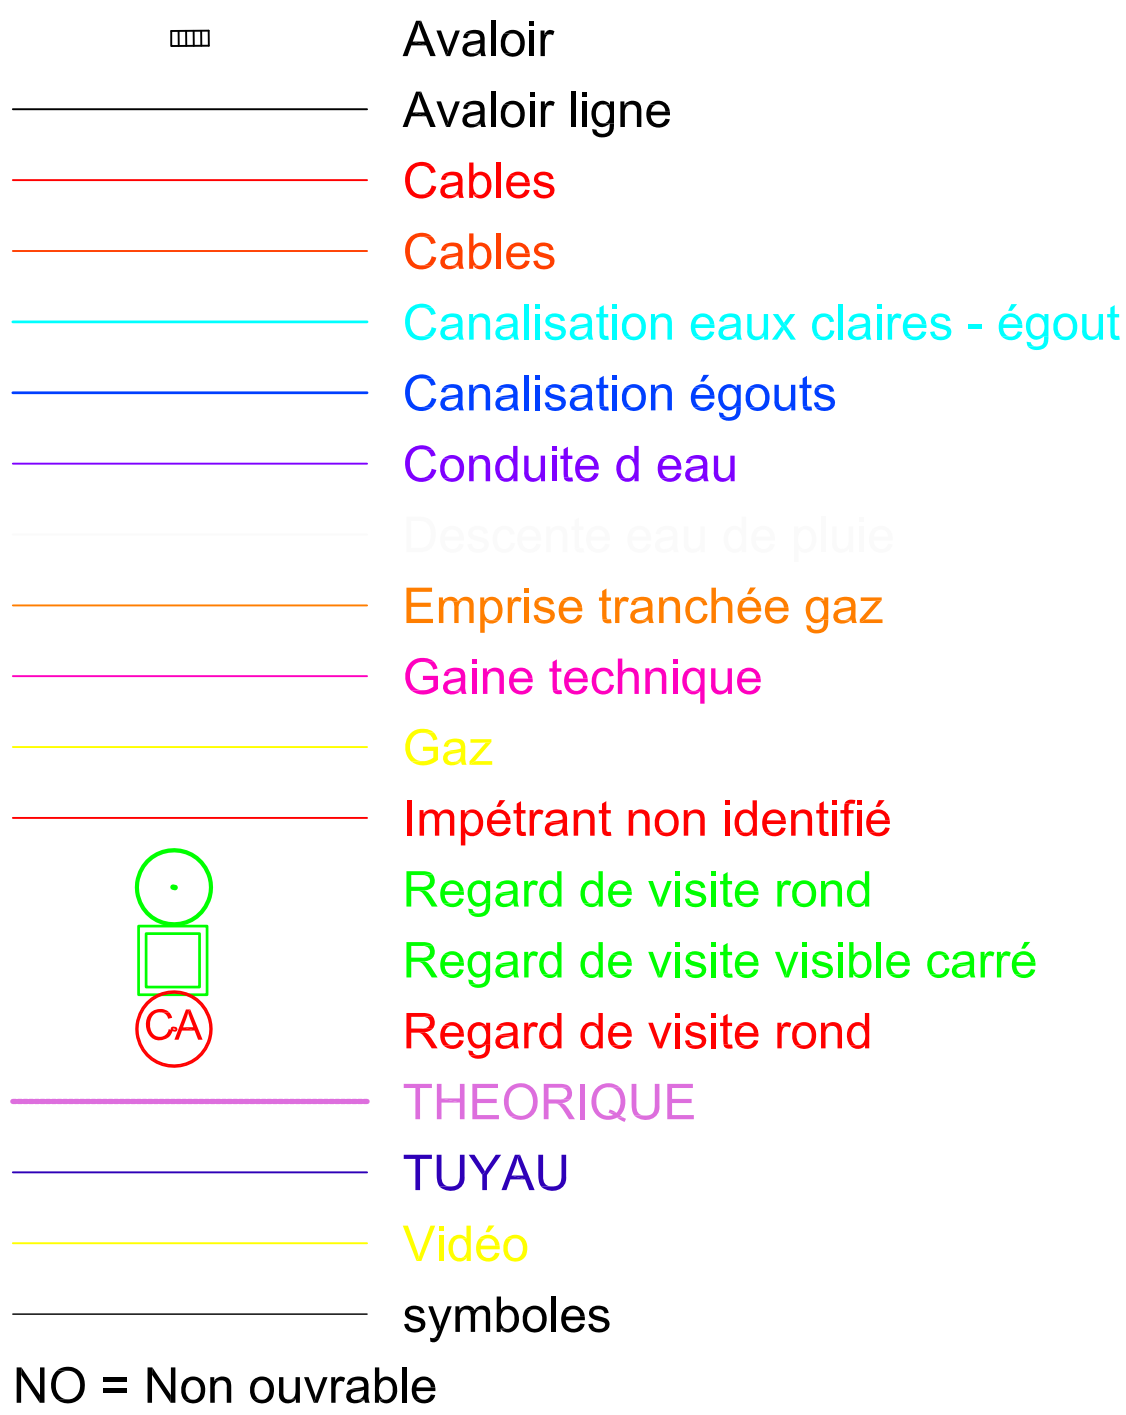 Avaloir
Avaloir ligne
Cables
Cables
Canalisation eaux claires - égout
Canalisation égouts
Conduite d eau
Descente eau de pluie
Emprise tranchée gaz
Gaine technique
Gaz
Impétrant non identifié
Regard de visite rond
Regard de visite visible carré
CA Regard de visite rond
THEORIQUE
TUYAU
Vidéo
symboles
NO = Non ouvrable